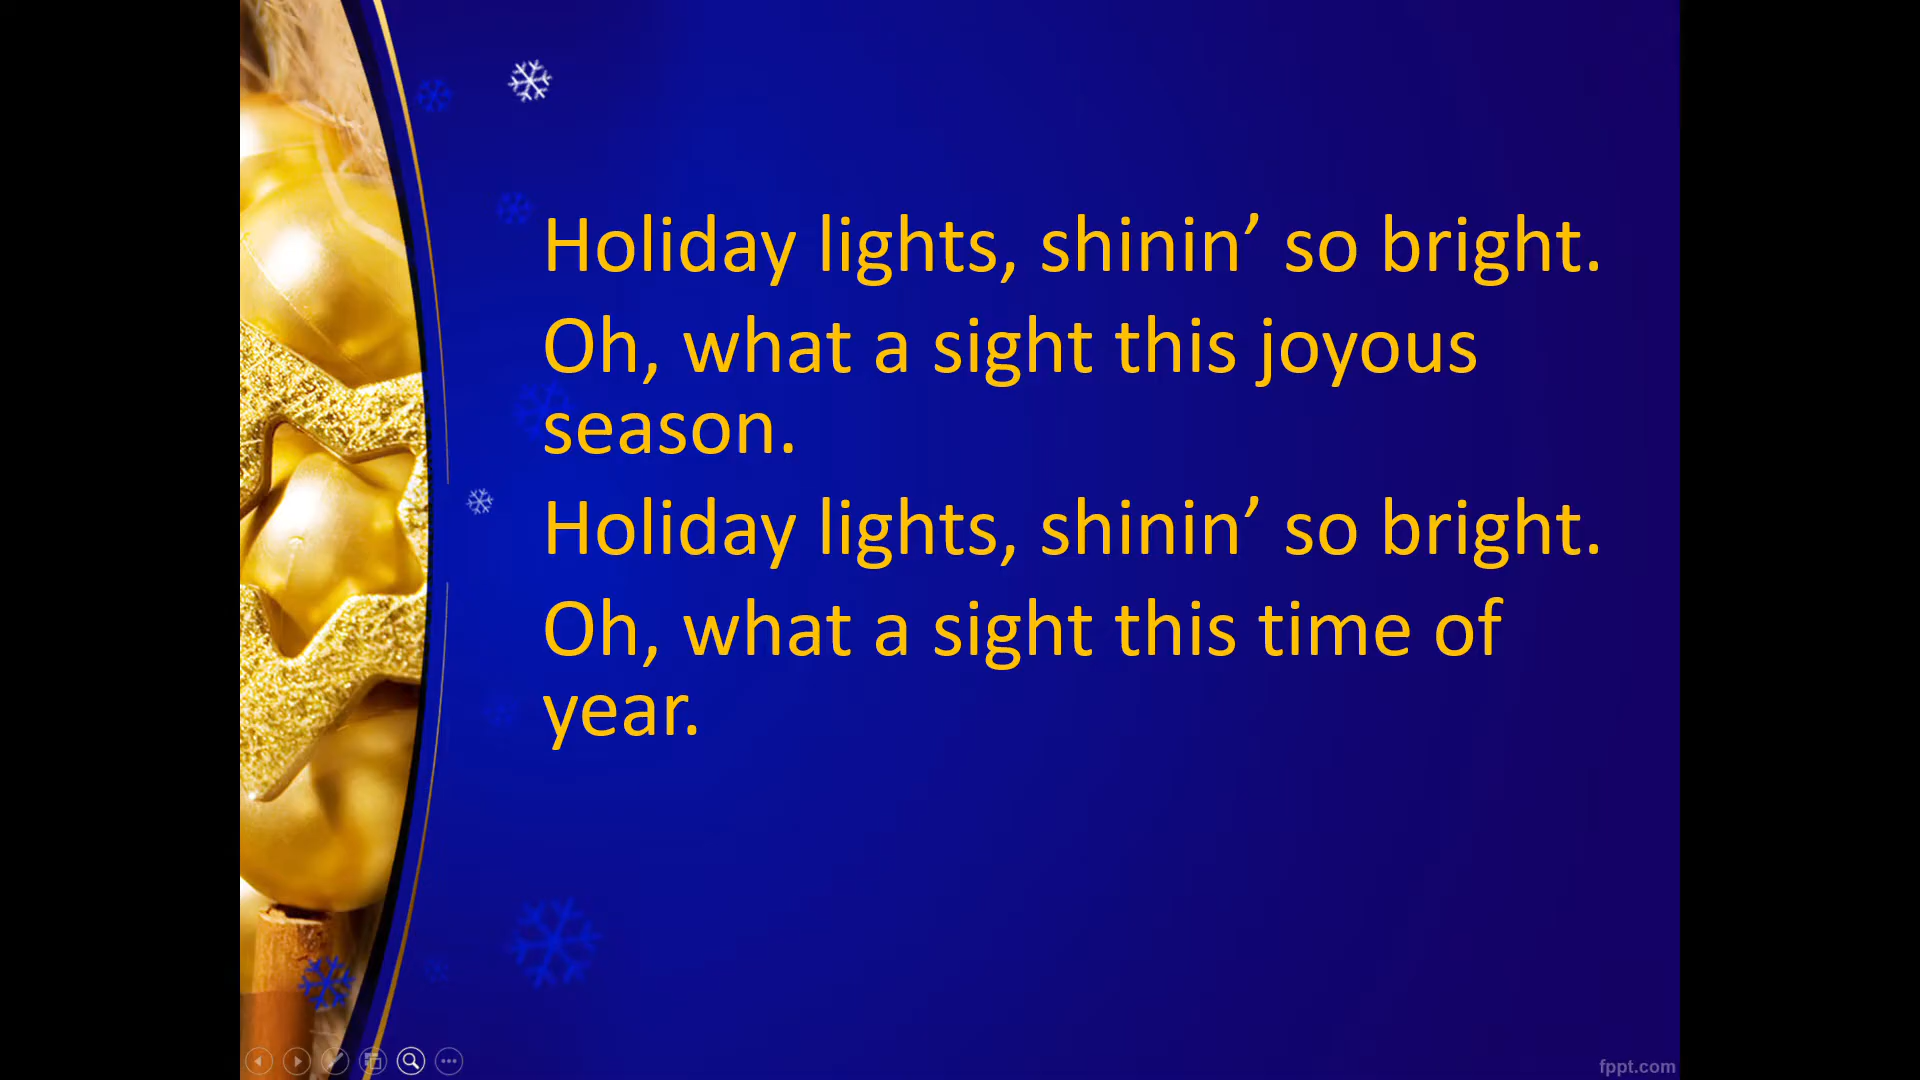 Holiday lights, shinin’ so bright.
Oh, what a sight this joyous
season.
Holiday lights, shinin’ so bright.
Oh, what a sight this time of
year.
fppt.com